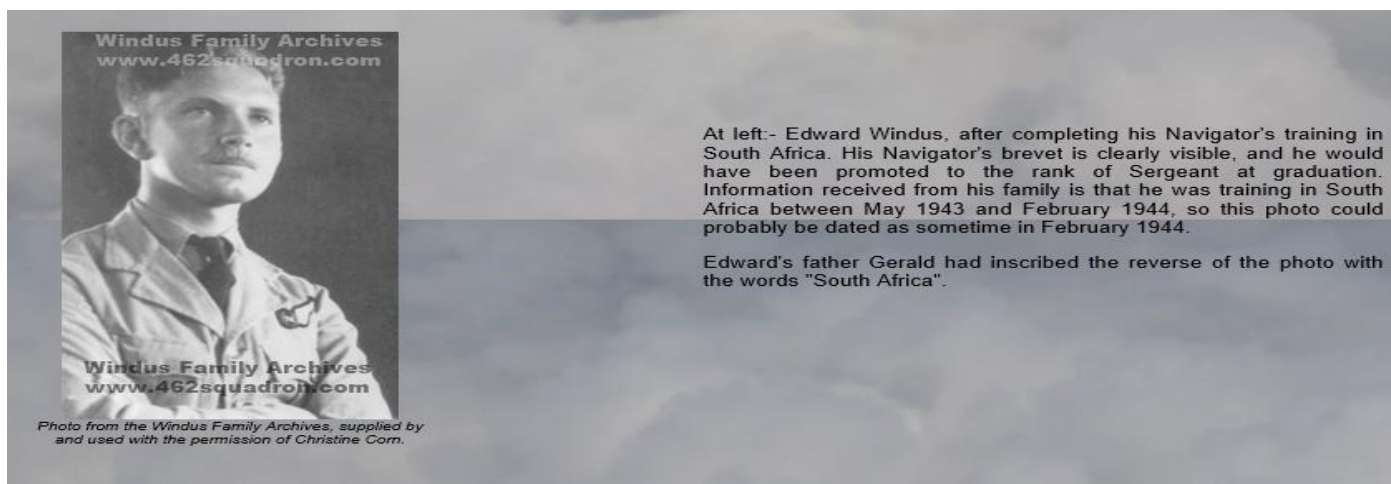 Windus Family Archives
www.462squadron.com
Windus Family Archives
www.462squadron.com
Photo from the Windus Family Archives, supplied by
and used with the permission of Christine Corn.
At left:- Edward Windus, after completing his Navigator's training in
South Africa. His Navigator's brevet is clearly visible, and he would
have been promoted to the rank of Sergeant at graduation.
Information received from his family is that he was training in South
Africa between May 1943 and February 1944, so this photo could
probably be dated as sometime in February 1944.
Edward's father Gerald had inscribed the reverse of the photo with
the words "South Africa".